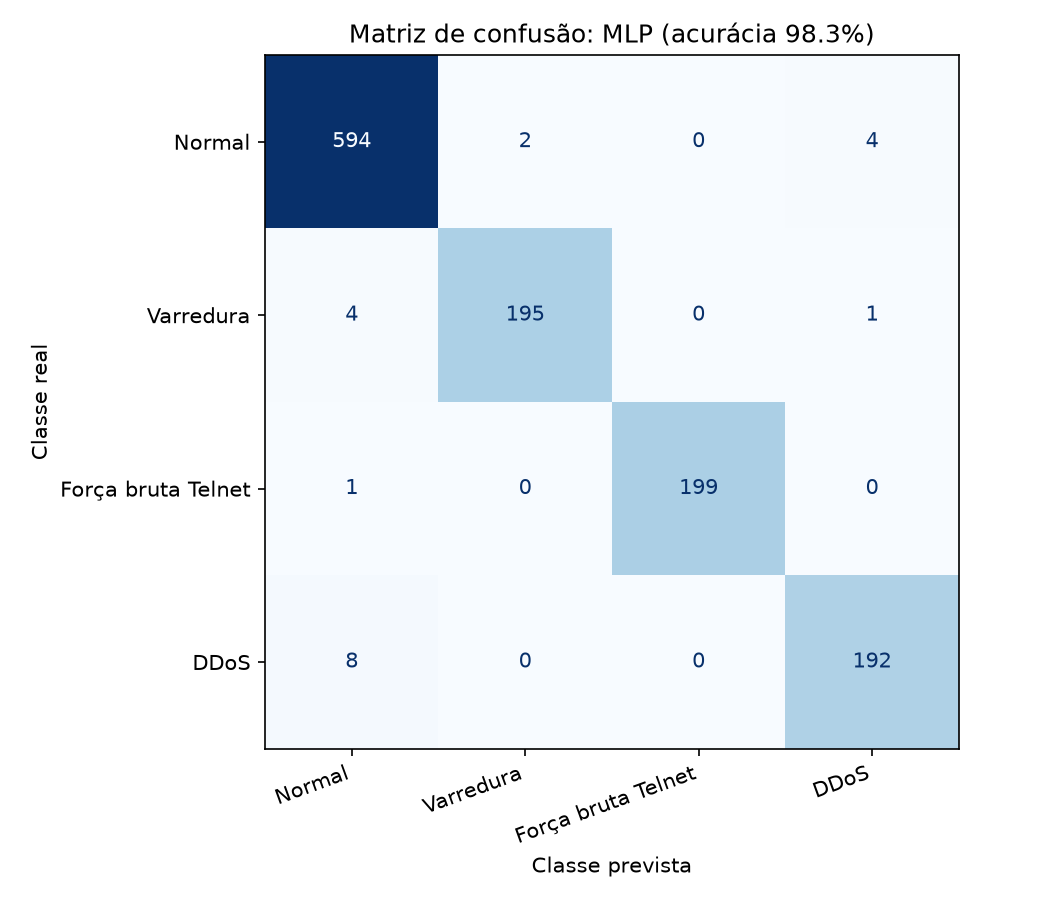 Matriz de confusão: MLP (acurácia 98.3%)
Classe real
Normal 594 2 0 4
Varredura 4 195 0 1
Força bruta Telnet 1 0 199 0
DDoS 8 0 0 192
Normal Varredura Força bruta Telnet DDoS
Classe prevista